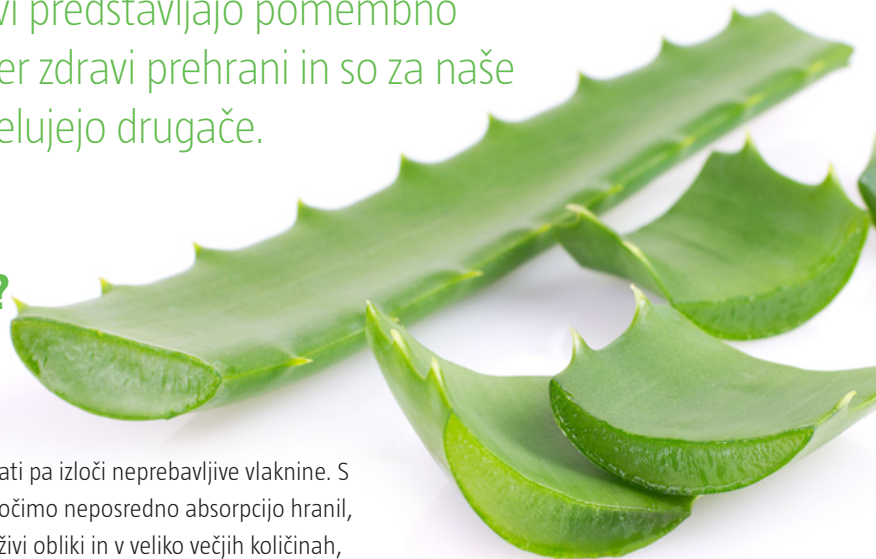 vi predstavljajo pomembno
er zdravi prehrani in so za naše
elujejo drugače.
?
ati pa izloči neprebavljive vlaknine. S
očimo neposredno absorpcijo hranil,
živi obliki in v veliko večjih količinah,